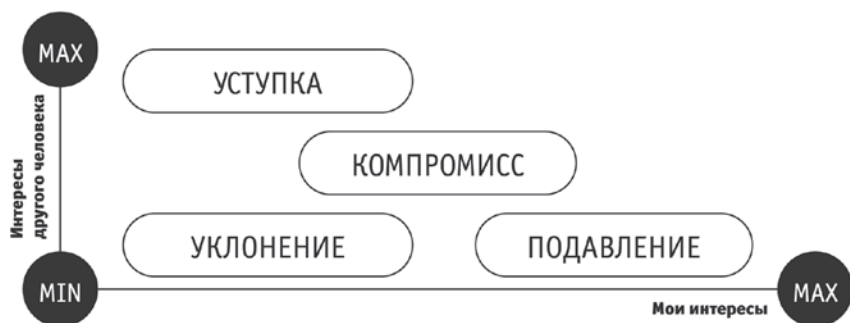 MAX
УСТУПКА
Интересы
другого человека
КОМПРОМИСС
УКЛОНЕНИЕ
ПОДАВЛЕНИЕ
MIN
Мои интересы
MAX